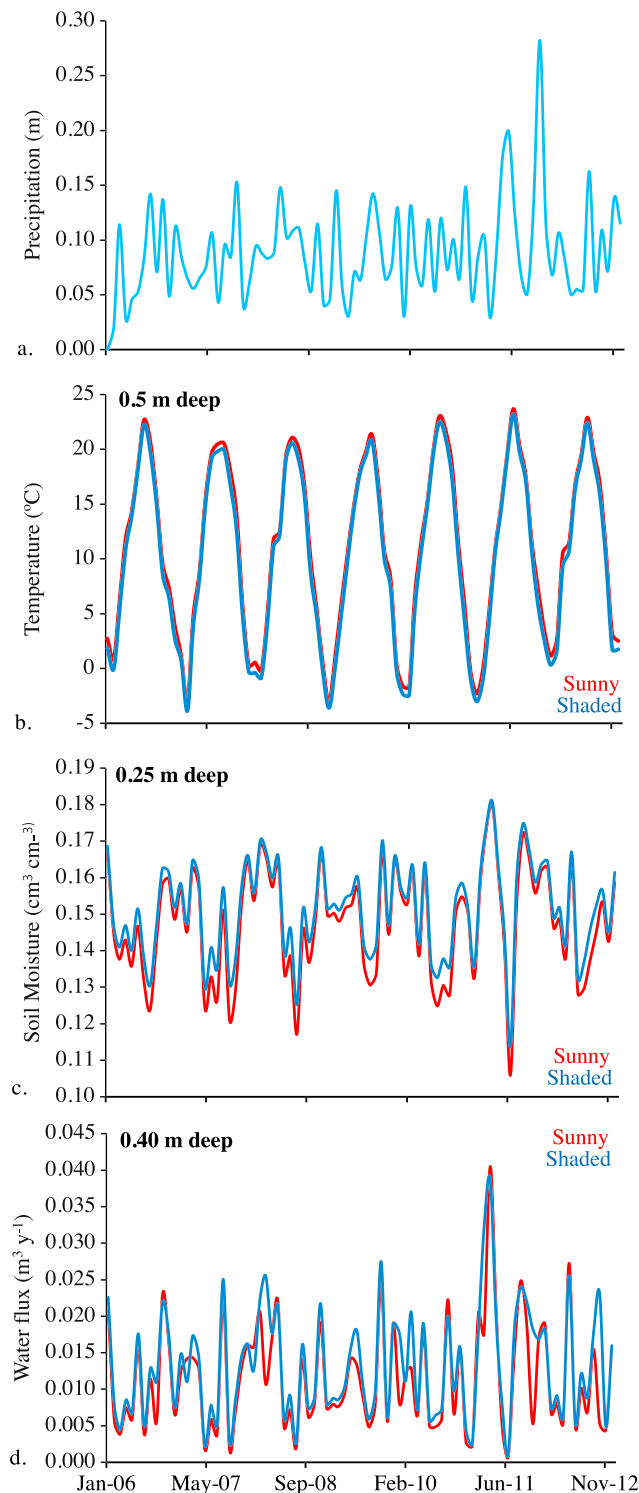 0.30
0.25
0.20
0.15
0.10
0.05
0.00
Precipitation (m)
a.
0.5 m deep
25
20
15
10
5
0
-5
Temperature (ºC)
Sunny
Shaded
b.
0.25 m deep
0.19
0.18
0.17
0.16
0.15
0.14
0.13
0.12
0.11
0.10
Soil Moisture (cm³ cm-³⁾
Sunny
Shaded
c.
0.40 m deep
Sunny
Shaded
0.045
0.040
0.035
0.030
0.025
0.020
0.015
0.010
0.005
0.000
Water flux (m³ y⁻¹)
d.
Jan-06 May-07 Sep-08 Feb-10 Jun-11 Nov-12